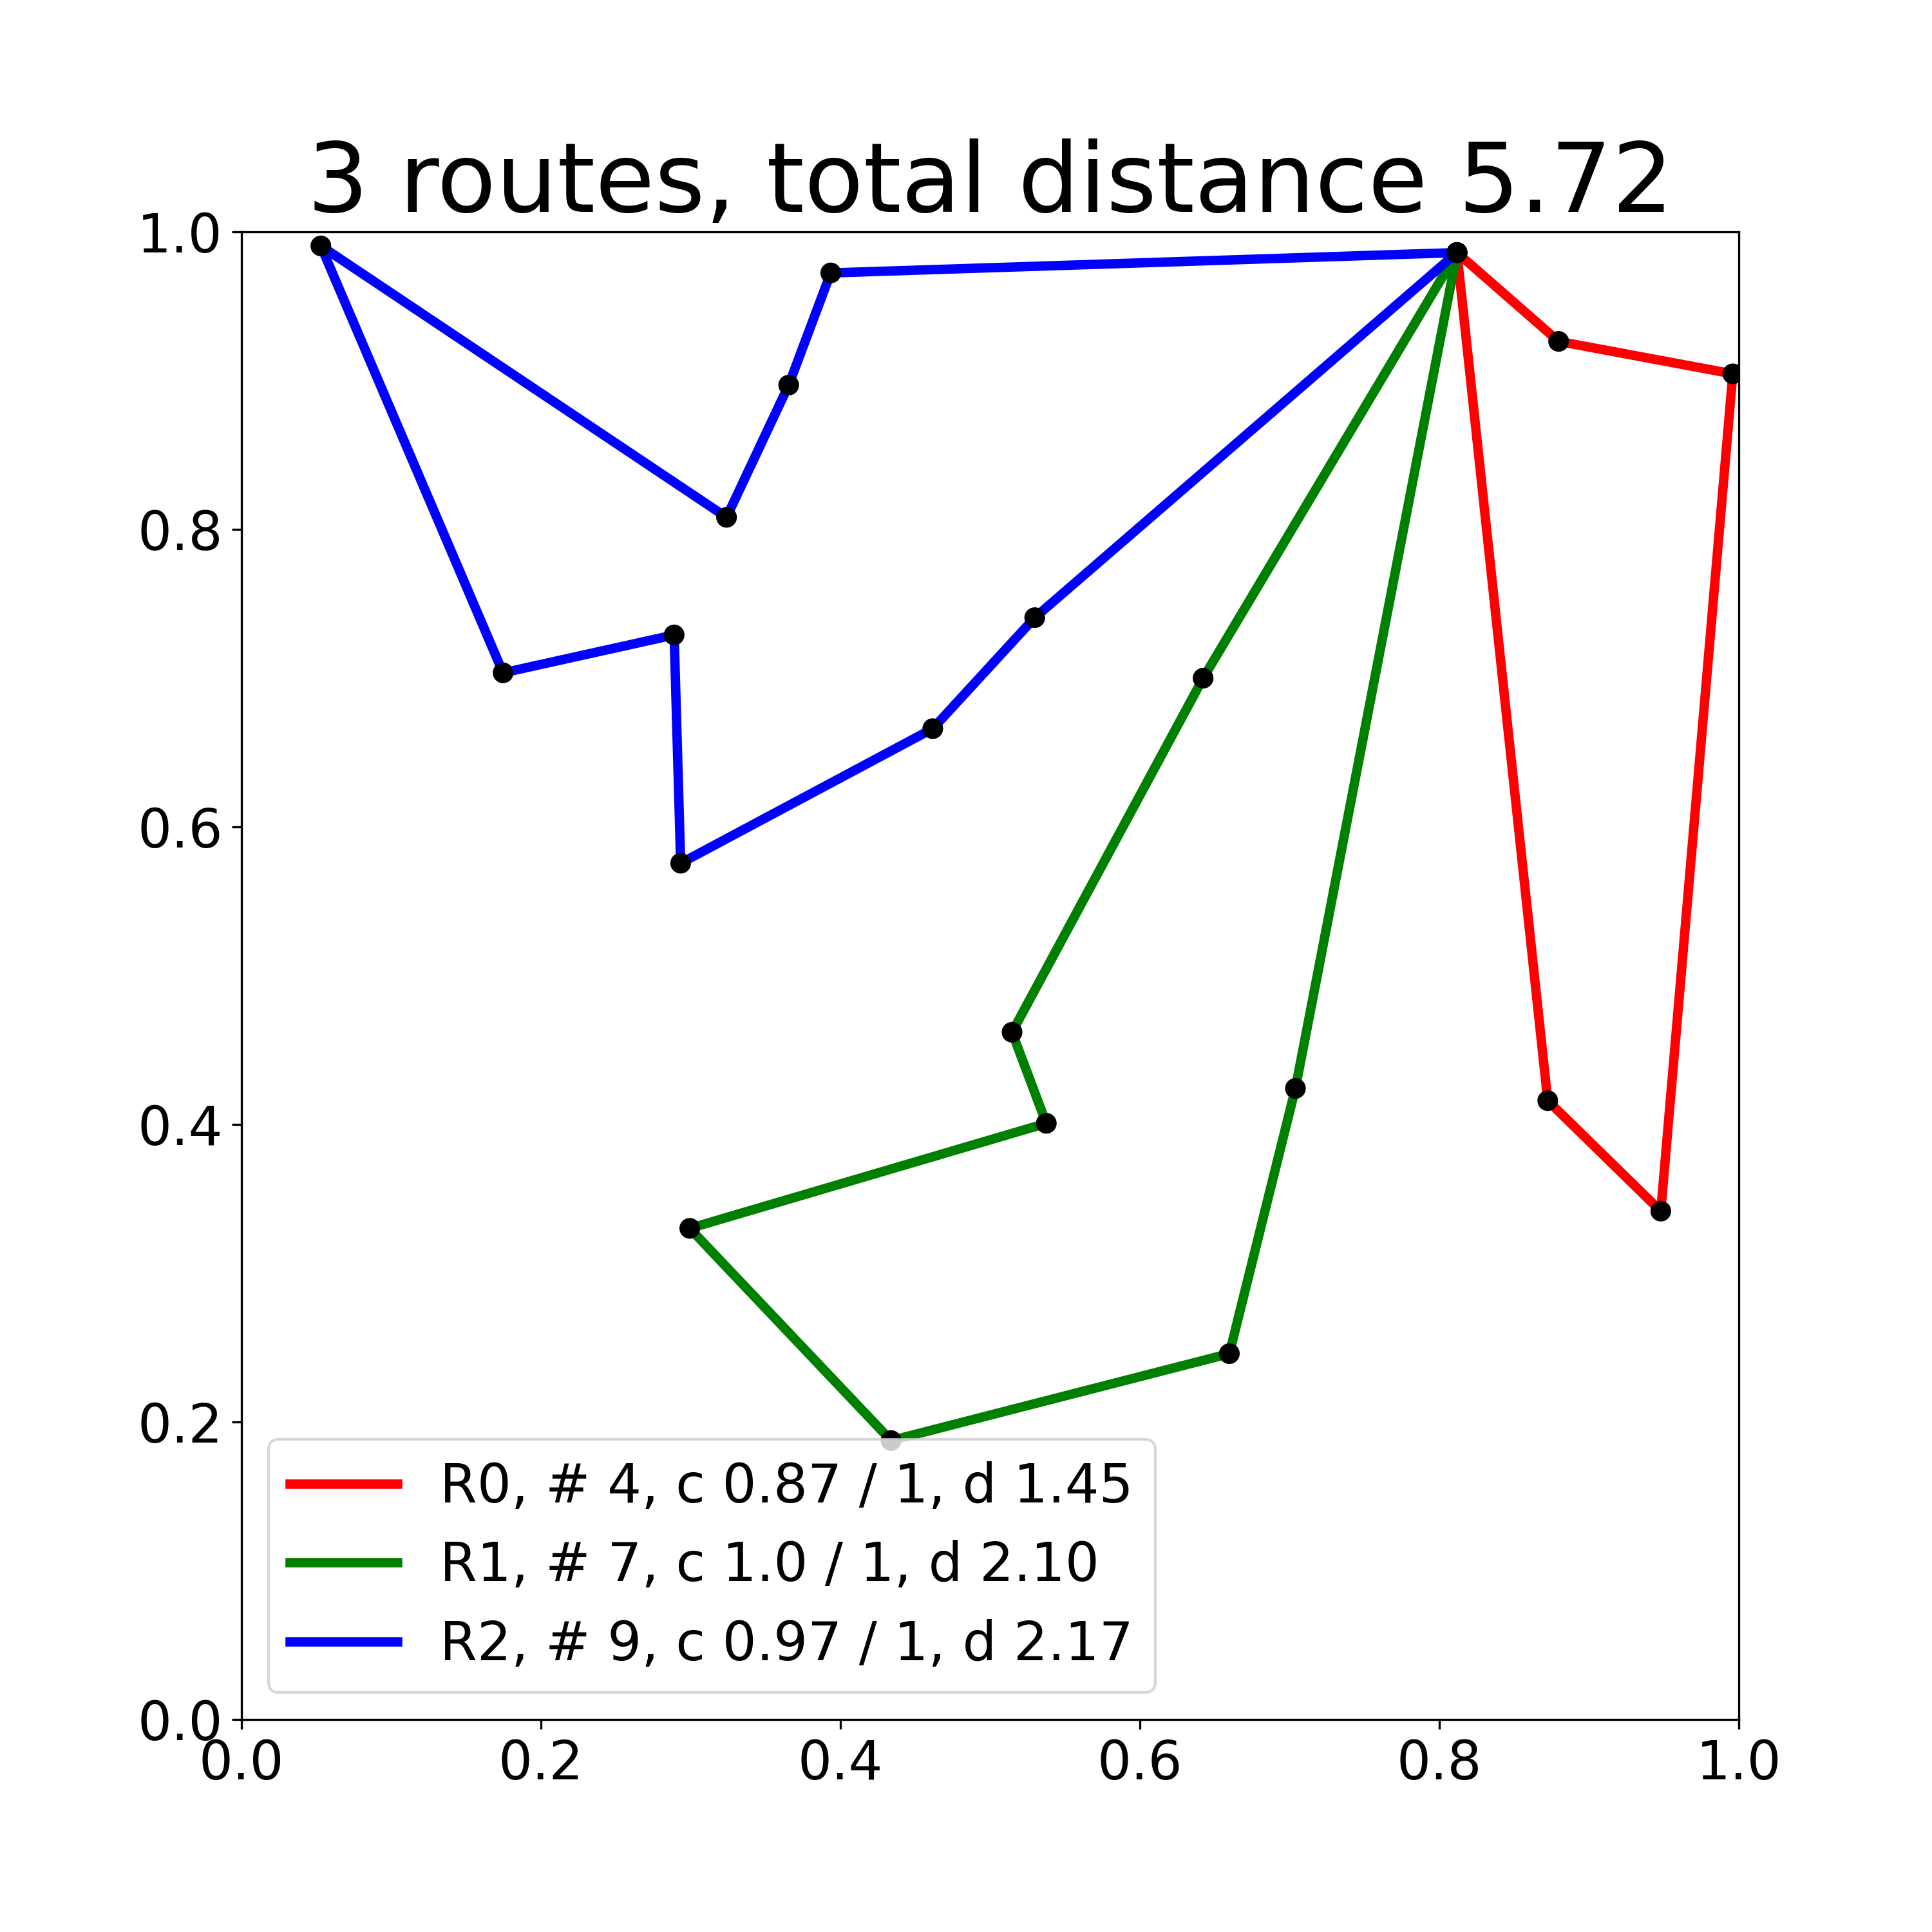 3 routes, total distance 5.72
1.0
0.8
0.6
0.4
0.2
0.0
R0, # 4, c 0.87 / 1, d 1.45
R1, # 7, c 1.0 / 1, d 2.10
R2, # 9, c 0.97 / 1, d 2.17
0.0 0.2 0.4 0.6 0.8 1.0